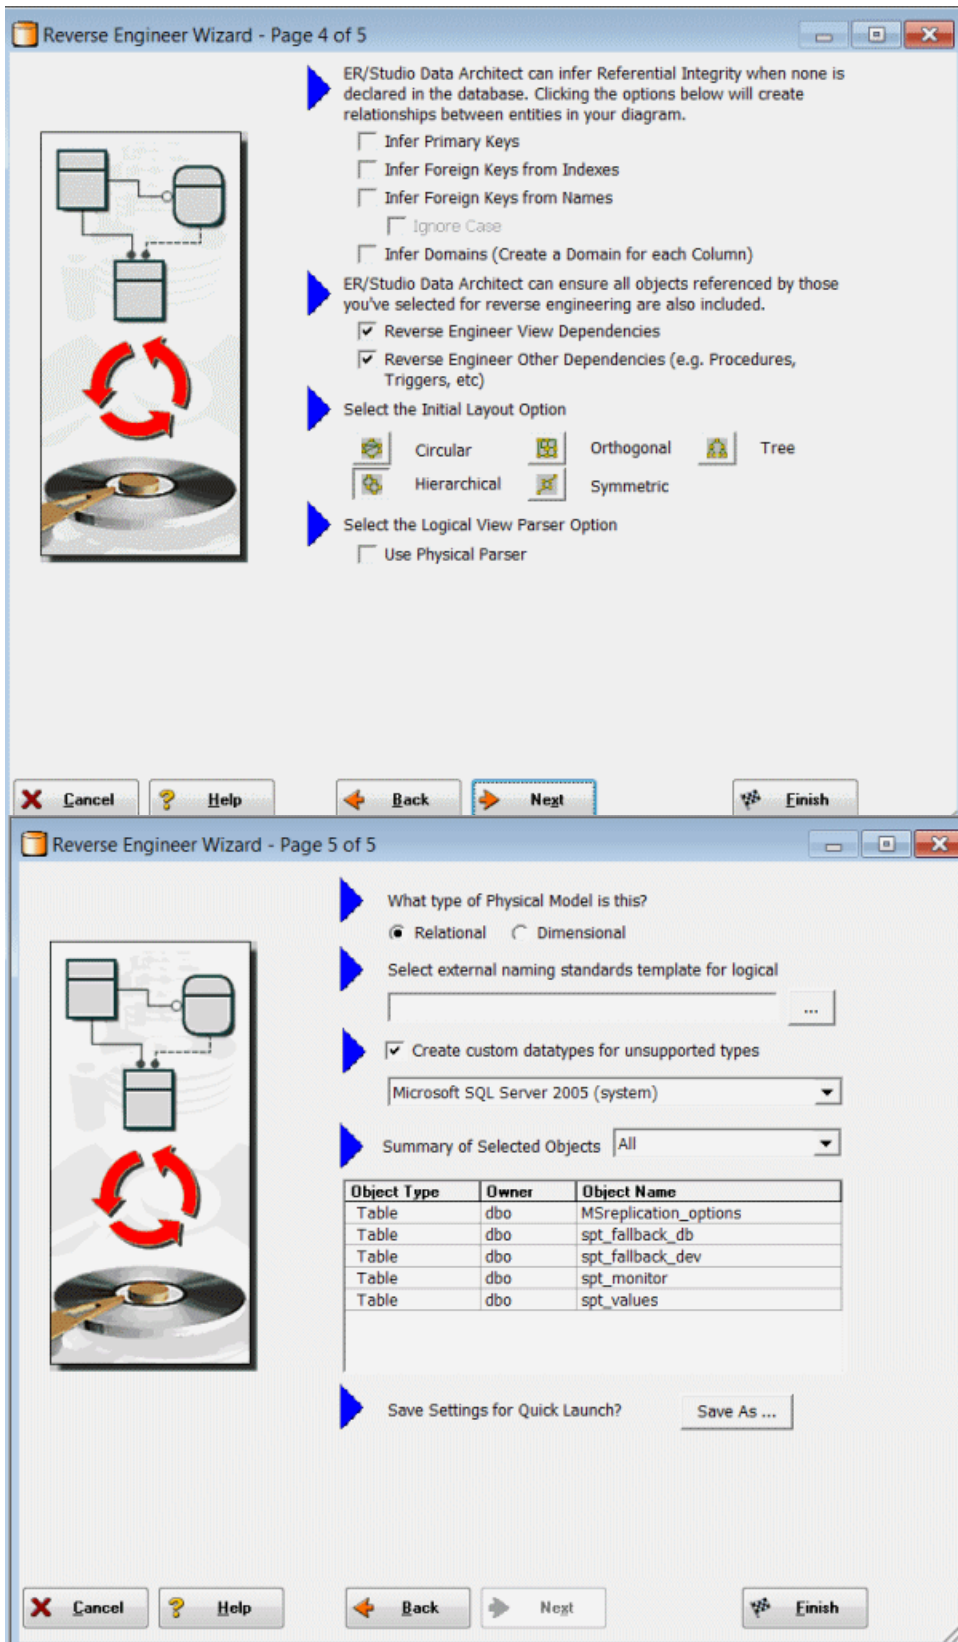 Reverse Engineer Wizard - Page 4 of 5
ER/Studio Data Architect can infer Referential Integrity when none is
declared in the database. Clicking the options below will create
relationships between entities in your diagram.
Infer Primary Keys
Infer Foreign Keys from Indexes
Infer Foreign Keys from Names
Ignore Case
Infer Domains (Create a Domain for each Column)
ER/Studio Data Architect can ensure all objects referenced by those
you've selected for reverse engineering are also included.
Reverse Engineer View Dependencies
Reverse Engineer Other Dependencies (e.g. Procedures,
Triggers, etc)
Select the Initial Layout Option
Circular Orthogonal Tree
Hierarchical Symmetric
Select the Logical View Parser Option
Use Physical Parser
Cancel Help Back Next Finish
Reverse Engineer Wizard - Page 5 of 5
What type of Physical Model is this?
Relational Dimensional
Select external naming standards template for logical
...
Create custom datatypes for unsupported types
Microsoft SQL Server 2005 (system)
Summary of Selected Objects All
Object Type Owner Object Name
Table dbo MSreplication_options
Table dbo spt_fallback_db
Table dbo spt_fallback_dev
Table dbo spt_monitor
Table dbo spt_values
Save Settings for Quick Launch? Save As ...
Cancel Help Back Next Finish